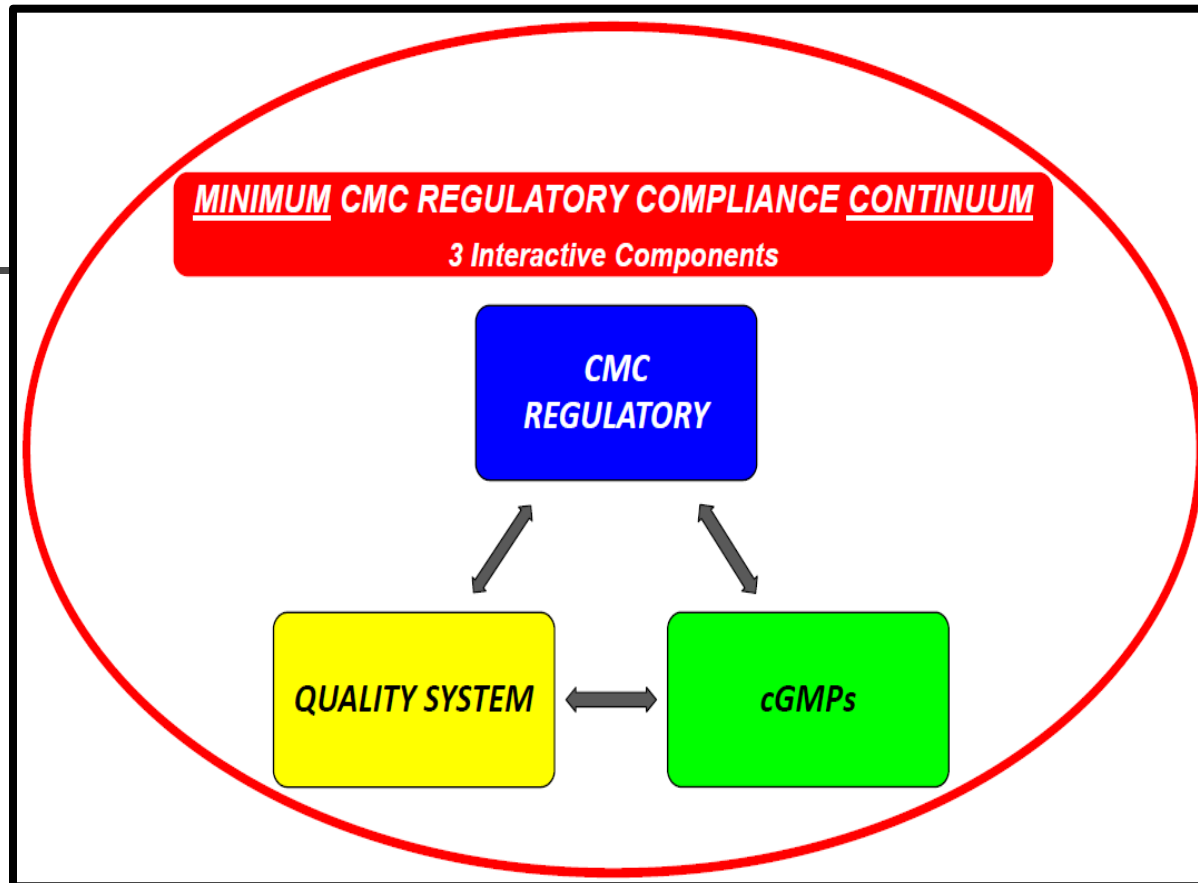 MINIMUM CMC REGULATORY COMPLIANCE CONTINUUM
3 Interactive Components
CMC
REGULATORY
QUALITY SYSTEM
cGMPs